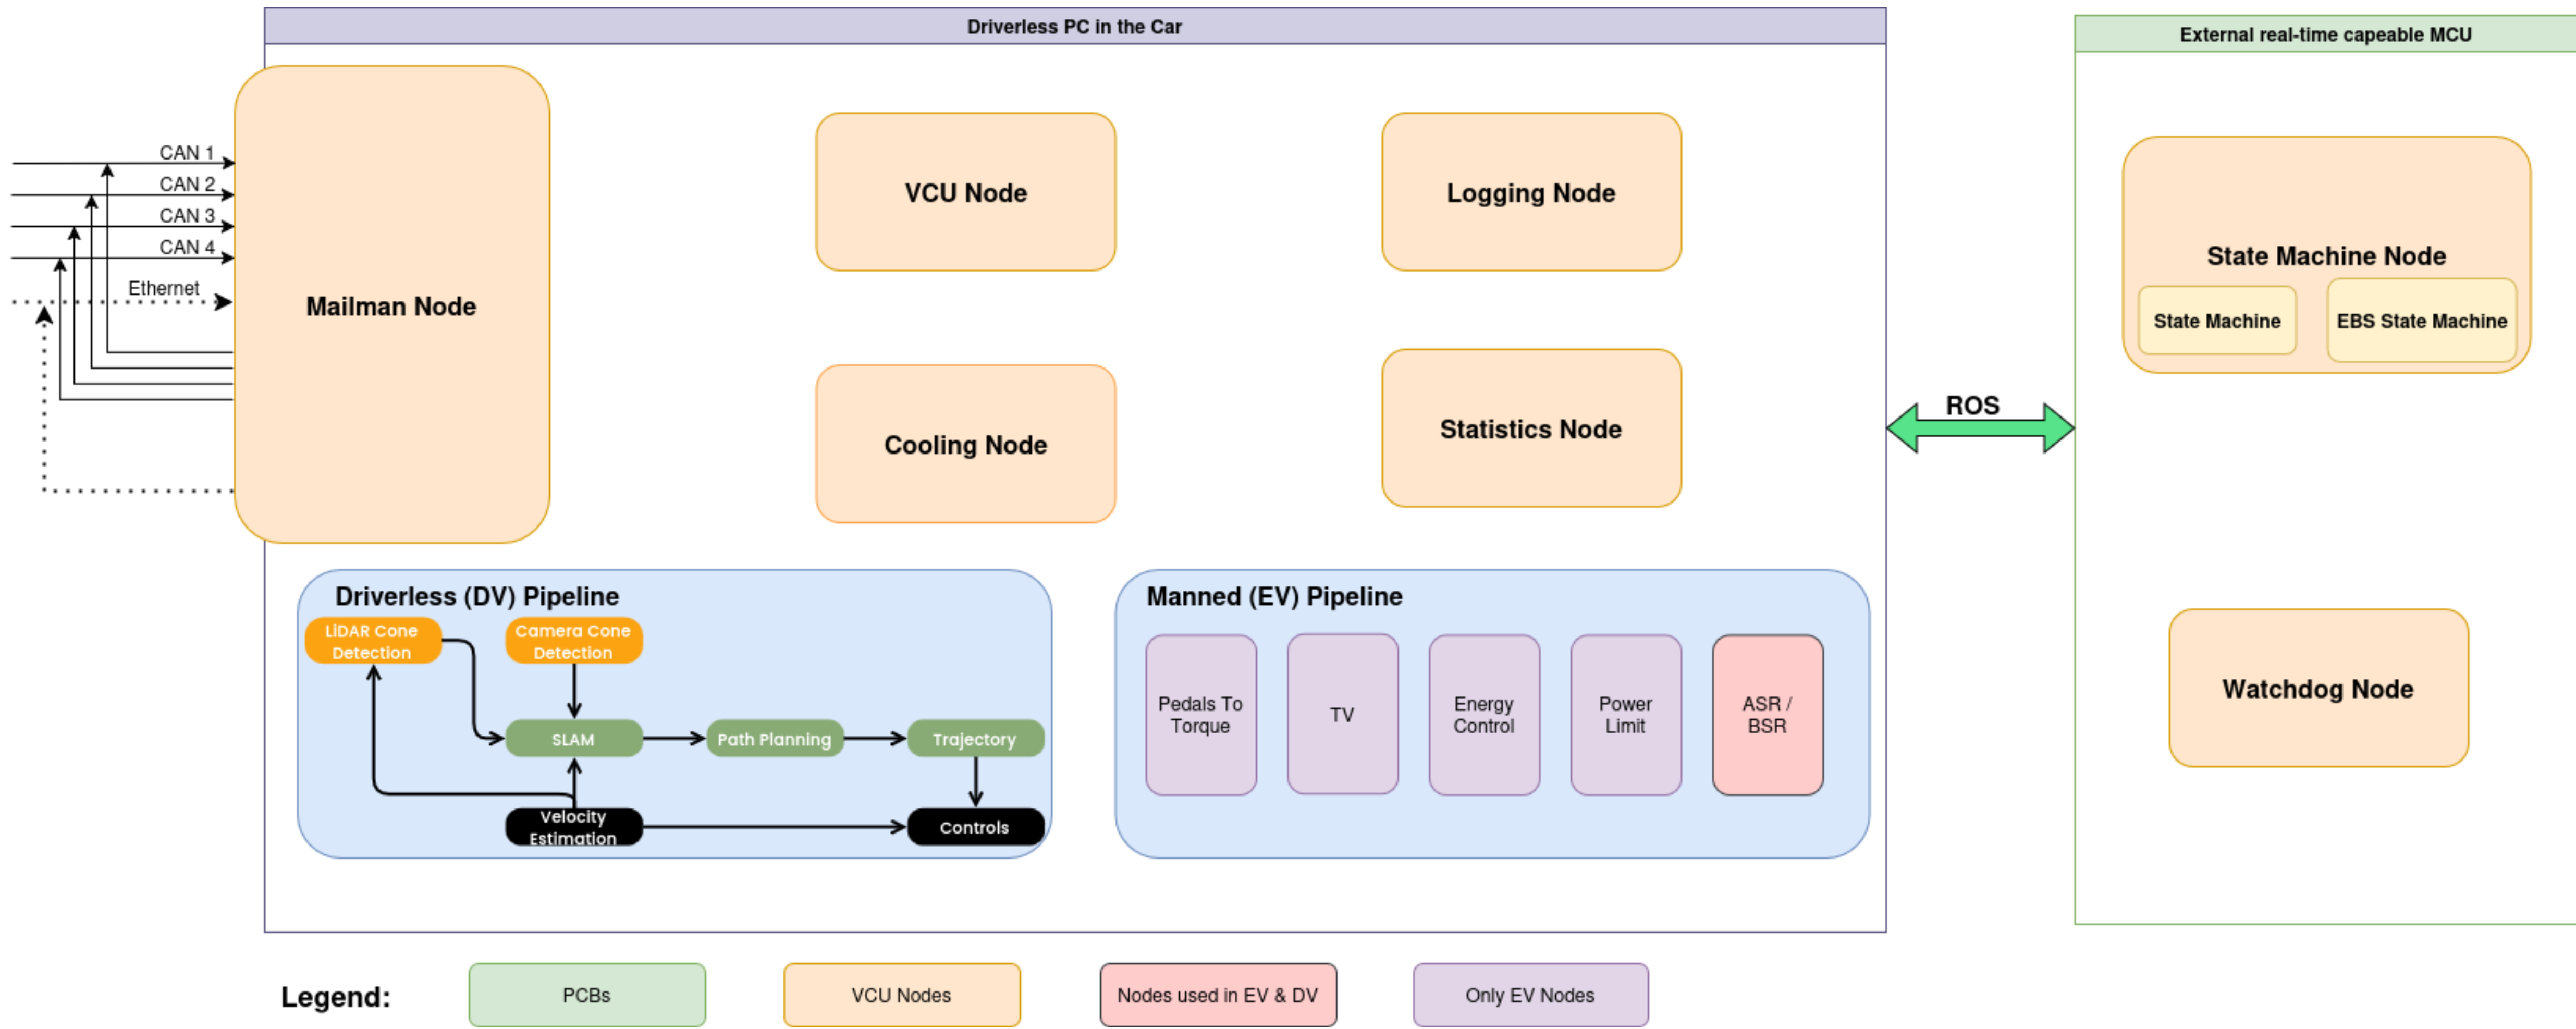 Driverless PC in the Car
External real-time capeable MCU
CAN 1
CAN 2
CAN 3
CAN 4
Ethernet
Mailman Node
VCU Node
Logging Node
Cooling Node
Statistics Node
ROS
State Machine Node
State Machine
EBS State Machine
Watchdog Node
Driverless (DV) Pipeline
LiDAR Cone
Detection
Camera Cone
Detection
SLAM
Path Planning
Trajectory
Velocity
Estimation
Controls
Manned (EV) Pipeline
Pedals To
Torque
TV
Energy
Control
Power
Limit
ASR /
BSR
Legend:
PCBs
VCU Nodes
Nodes used in EV & DV
Only EV Nodes